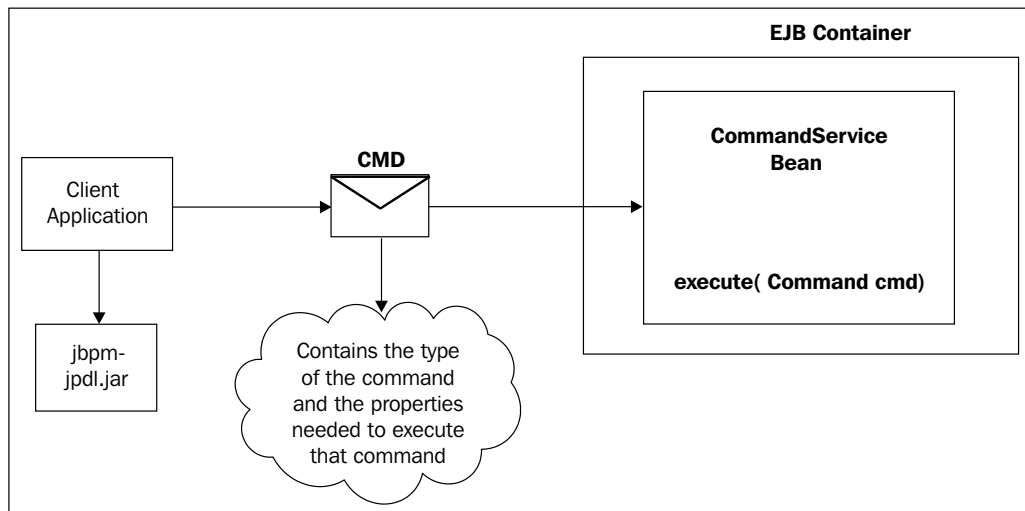 EJB Container
CommandService
Bean
CMD
Client
Application
execute( Command cmd)
jbpm-
jpdl.jar
Contains the type
of the command
and the properties
needed to execute
that command